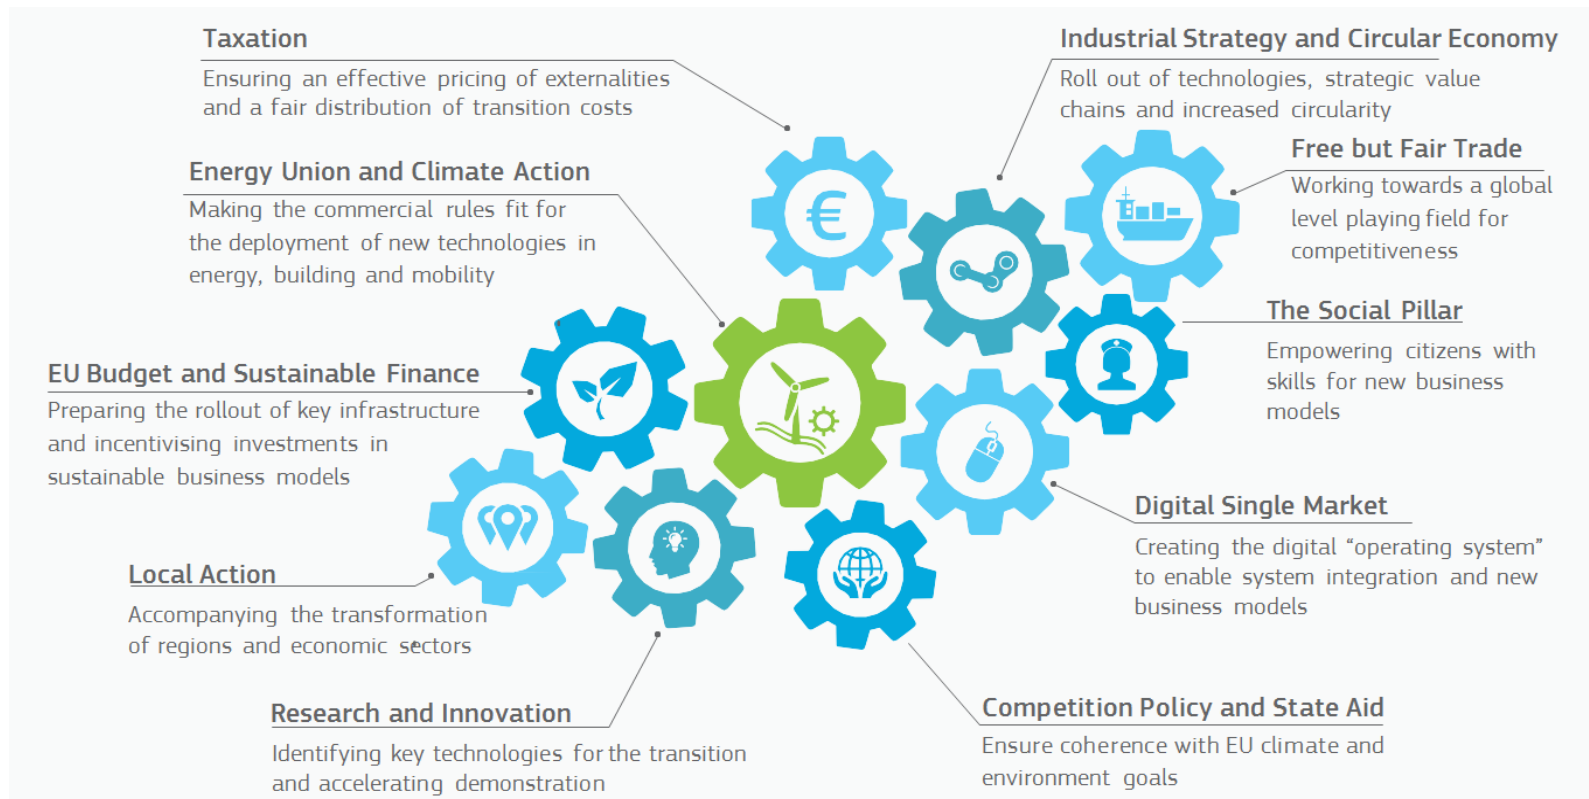 Taxation
Ensuring an effective pricing of externalities
and a fair distribution of transition costs
Industrial Strategy and Circular Economy
Roll out of technologies, strategic value
chains and increased circularity
Energy Union and Climate Action
Making the commercial rules fit for
the deployment of new technologies in
energy, building and mobility
Free but Fair Trade
Working towards a global
level playing field for
competitiveness
€
The Social Pillar
Empowering citizens with
skills for new business
models
EU Budget and Sustainable Finance
Preparing the rollout of key infrastructure
and incentivising investments in
sustainable business models
Digital Single Market
Creating the digital “operating system”
to enable system integration and new
business models
Local Action
Accompanying the transformation
of regions and economic sectors
Research and Innovation
Identifying key technologies for the transition
and accelerating demonstration
Competition Policy and State Aid
Ensure coherence with EU climate and
environment goals